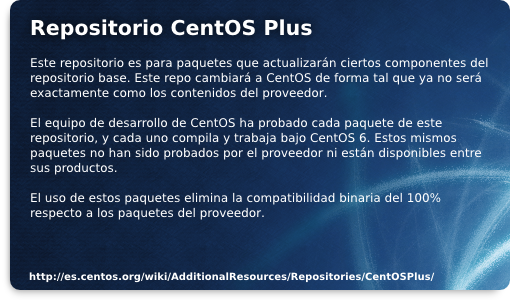 Repositorio CentOS Plus
Este repositorio es para paquetes que actualizarán ciertos componentes del
repositorio base. Este repo cambiará a CentOS de forma tal que ya no será
exactamente como los contenidos del proveedor.
El equipo de desarrollo de CentOS ha probado cada paquete de este
repositorio, y cada uno compila y trabaja bajo CentOS 6. Estos mismos
paquetes no han sido probados por el proveedor ni están disponibles entre
sus productos.
El uso de estos paquetes elimina la compatibilidad binaria del 100%
respecto a los paquetes del proveedor.
http://es.centos.org/wiki/AdditionalResources/Repositories/CentOSPlus/